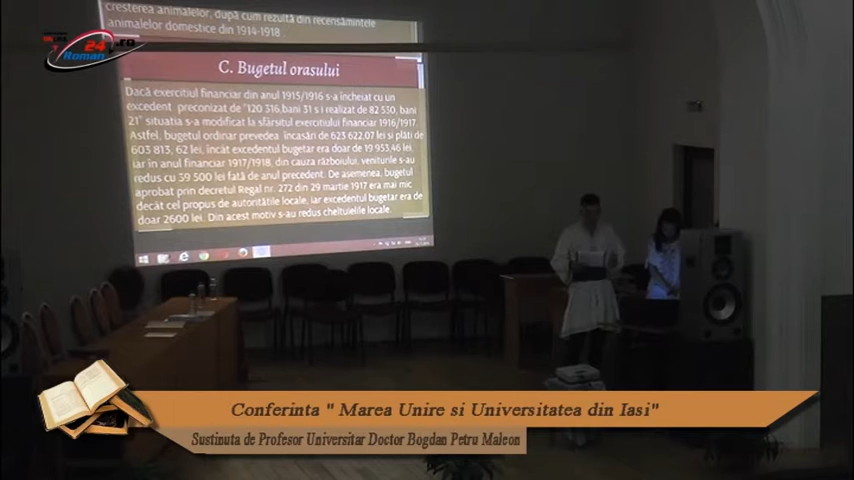 cresterea animalelor, după cum rezultă din recensămintele
animalelor domestice din 1914-1918 .
Roman 24 .ro
C. Bugetul orasului
Dacă exercitiul financiar din anul 1915/1916 s-a încheiat cu un
excedent preconizat de "120 316,bani 31 s i realizat de 82 530, bani
21" situatia s-a modificat la sfârsitul exercitiului financiar 1916/1917.
Astfel, bugetul ordinar prevedea încasări de 623 622,07 lei si plăti de
603 813, 62 lei, încât excedentul bugetar era doar de 19 953,46 lei,
iar în anul financiar 1917/1918, din cauza războiului, veniturile s-au
redus cu 39 500 lei fată de anul precedent. De asemenea, bugetul
aprobat prin decretul Regal nr. 272 din 29 martie 1917 era mai mic
decât cel propus de autoritătile locale, iar excedentul bugetar era de
doar 2600 lei. Din acest motiv s-au redus cheltuielile locale.
Conferinta " Marea Unire si Universitatea din Iasi"
Sustinuta de Profesor Universitar Doctor Bogdan Petru Maleon